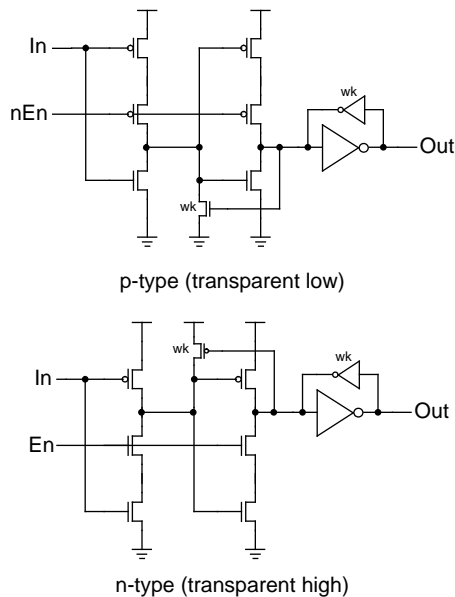 In
nEn
wk
wk
Out
p-type (transparent low)
wk
wk
In
En
Out
n-type (transparent high)